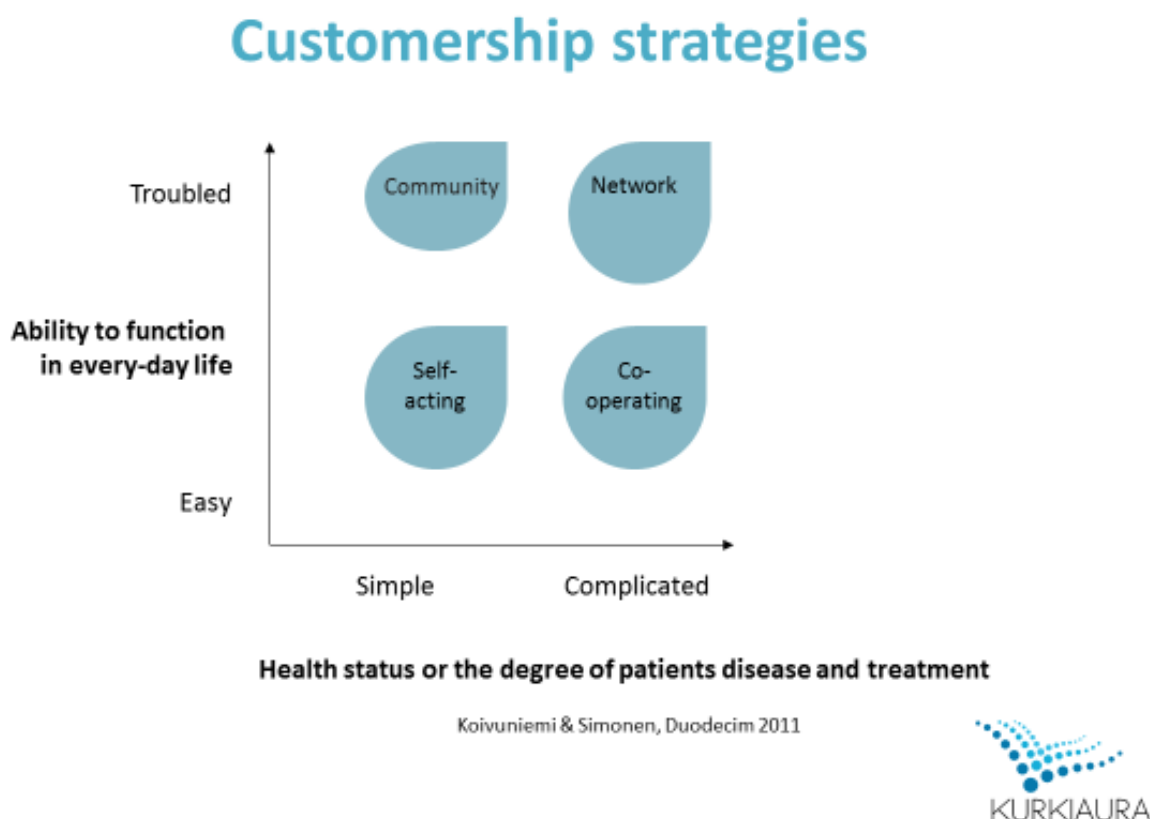 Customership strategies
Troubled
Community
Network
Ability to function
in every-day life
Self-
acting
Co-
operating
Easy
Simple
Complicated
Health status or the degree of patients disease and treatment
Koivuniemi & Simonen, Duodecim 2011
KURKIAURA